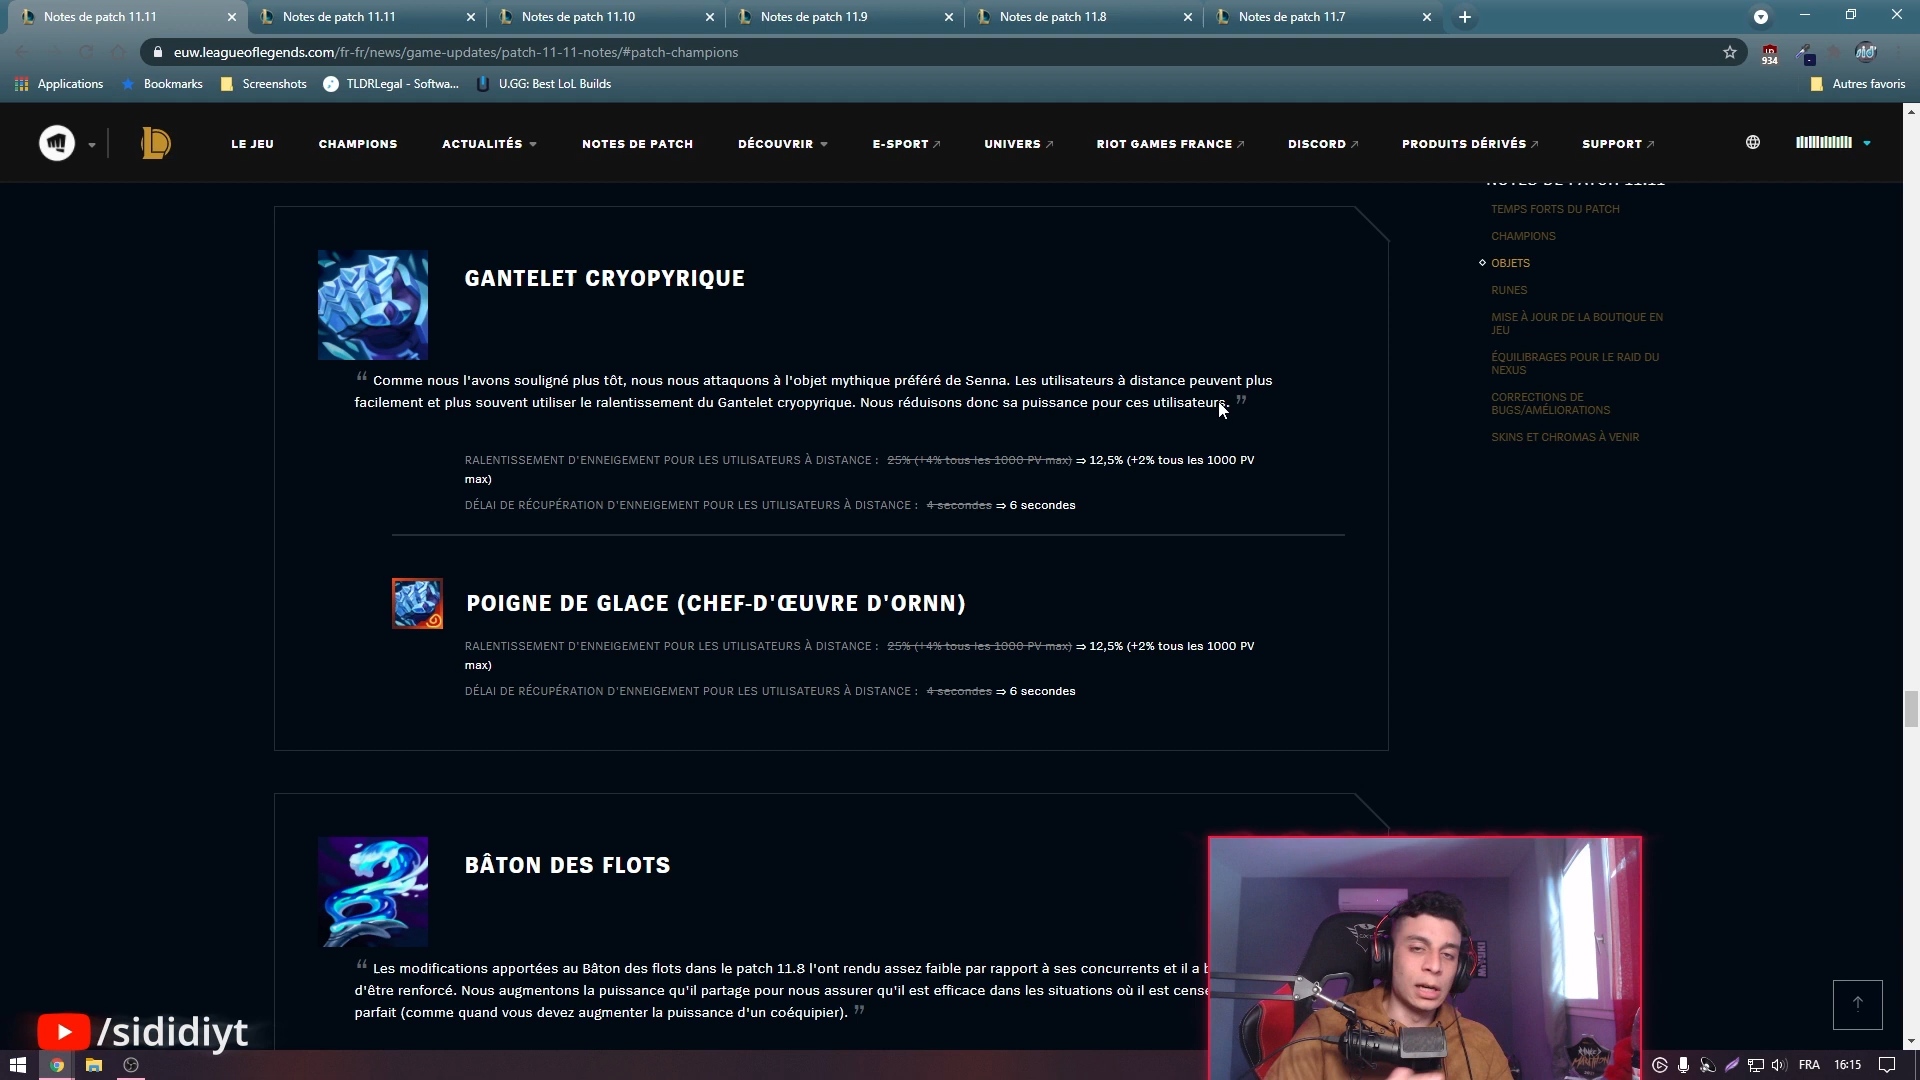 Notes de patch 11.11
Notes de patch 11.11
Notes de patch 11.10
Notes de patch 11.9
Notes de patch 11.8
Notes de patch 11.7
euw.leagueoflegends.com/fr-fr/news/game-updates/patch-11-11-notes/#patch-champions
934
Applications
Bookmarks
Screenshots
TLDRLegal - Softwa...
U.GG: Best LoL Builds
Autres favoris
LE JEU
CHAMPIONS
ACTUALITÉS
NOTES DE PATCH
DÉCOUVRIR
E-SPORT
UNIVERS
RIOT GAMES FRANCE
DISCORD
PRODUITS DÉRIVÉS
SUPPORT
NOTES DE PATCH 11.11
TEMPS FORTS DU PATCH
CHAMPIONS
OBJETS
RUNES
MISE À JOUR DE LA BOUTIQUE EN
JEU
ÉQUILIBRAGES POUR LE RAID DU
NEXUS
CORRECTIONS DE
BUGS/AMÉLIORATIONS
SKINS ET CHROMAS À VENIR
GANTELET CRYOPYRIQUE
“ Comme nous l'avons souligné plus tôt, nous nous attaquons à l'objet mythique préféré de Senna. Les utilisateurs à distance peuvent plus
facilement et plus souvent utiliser le ralentissement du Gantelet cryopyrique. Nous réduisons donc sa puissance pour ces utilisateurs. ”
RALENTISSEMENT D'ENNEIGEMENT POUR LES UTILISATEURS À DISTANCE : 25% (+4% tous les 1000 PV max) ⇒ 12,5% (+2% tous les 1000 PV
max)
DÉLAI DE RÉCUPÉRATION D'ENNEIGEMENT POUR LES UTILISATEURS À DISTANCE : 4 secondes ⇒ 6 secondes
POIGNE DE GLACE (CHEF-D'ŒUVRE D'ORNN)
RALENTISSEMENT D'ENNEIGEMENT POUR LES UTILISATEURS À DISTANCE : 25% (+4% tous les 1000 PV max) ⇒ 12,5% (+2% tous les 1000 PV
max)
DÉLAI DE RÉCUPÉRATION D'ENNEIGEMENT POUR LES UTILISATEURS À DISTANCE : 4 secondes ⇒ 6 secondes
BÂTON DES FLOTS
“ Les modifications apportées au Bâton des flots dans le patch 11.8 l'ont rendu assez faible par rapport à ses concurrents et il a
d'être renforcé. Nous augmentons la puissance qu'il partage pour nous assurer qu'il est efficace dans les situations où il est
parfait (comme quand vous devez augmenter la puissance d'un coéquipier). ”
/sididiyt
FRA
16:15